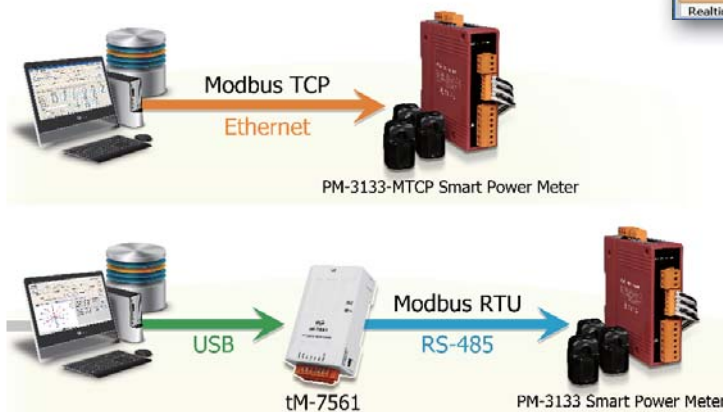 Realti
Modbus TCP
Ethernet
PM-3133-MTCP Smart Power Meter
Modbus RTU
USB
RS-485
tM-7561
PM-3133 Smart Power Meter